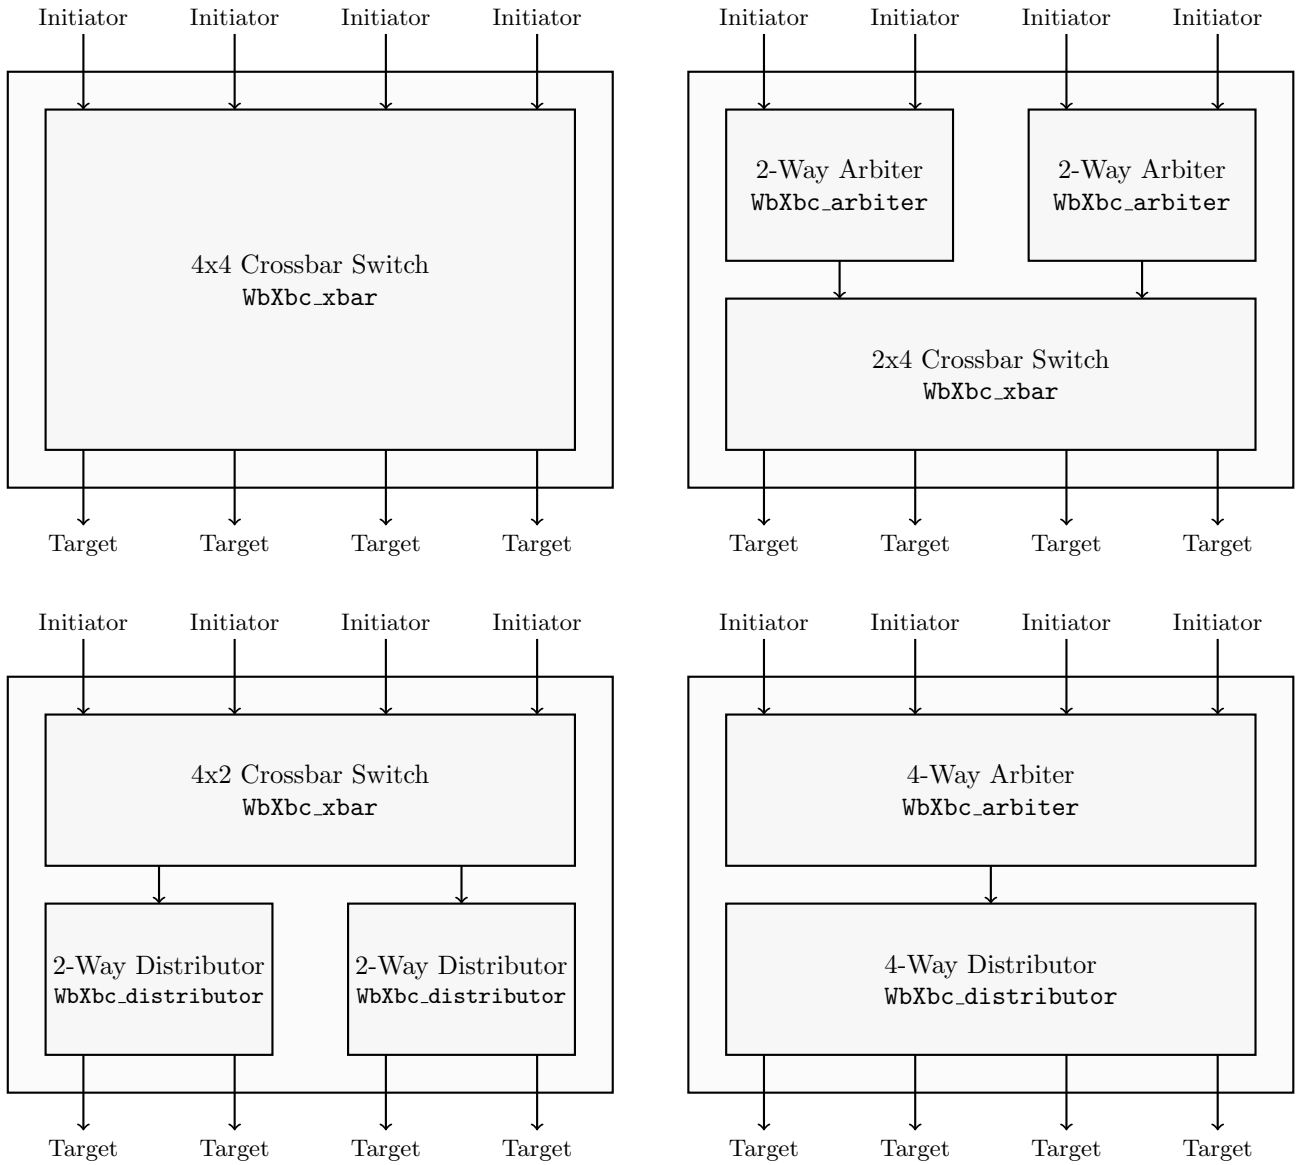 Initiator Initiator Initiator Initiator
4x4 Crossbar Switch
WbXbc_xbar
Target Target Target Target
Initiator Initiator Initiator Initiator
2-Way Arbiter
WbXbc_arbiter
2-Way Arbiter
WbXbc_arbiter
2x4 Crossbar Switch
WbXbc_xbar
Target Target Target Target
Initiator Initiator Initiator Initiator
4x2 Crossbar Switch
WbXbc_xbar
2-Way Distributor
WbXbc_distributor
2-Way Distributor
WbXbc_distributor
Target Target Target Target
Initiator Initiator Initiator Initiator
4-Way Arbiter
WbXbc_arbiter
4-Way Distributor
WbXbc_distributor
Target Target Target Target